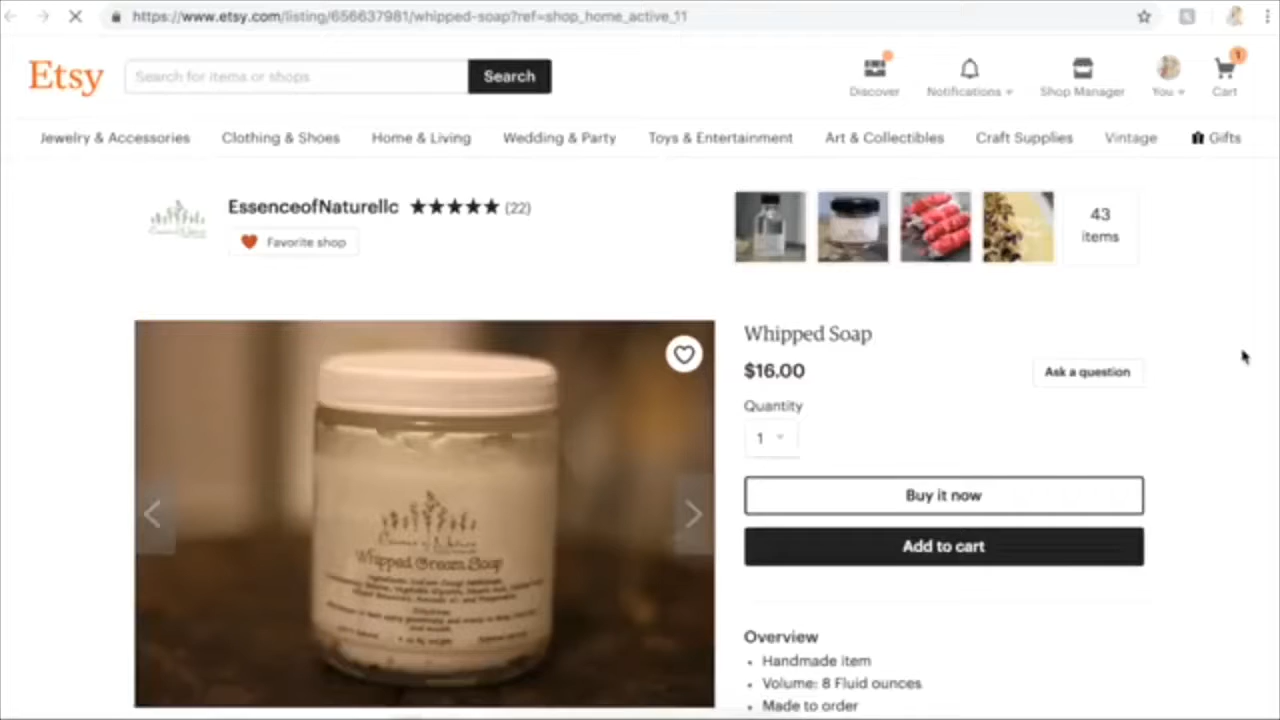 https://www.etsy.com/listing/656637981/whipped-soap?ref=shop_home_active_11
Etsy
Search for items or shops
Search
Discover
Notifications
Shop Manager
You
1
Cart
Jewelry & Accessories
Clothing & Shoes
Home & Living
Wedding & Party
Toys & Entertainment
Art & Collectibles
Craft Supplies
Vintage
Gifts
EssenceofNaturellc ★★★★★ (22)
Favorite shop
43
items
Whipped Soap
$16.00
Ask a question
Quantity
1
Buy it now
Add to cart
Overview
• Handmade item
• Volume: 8 Fluid ounces
• Made to order
Whipped Cream Soap